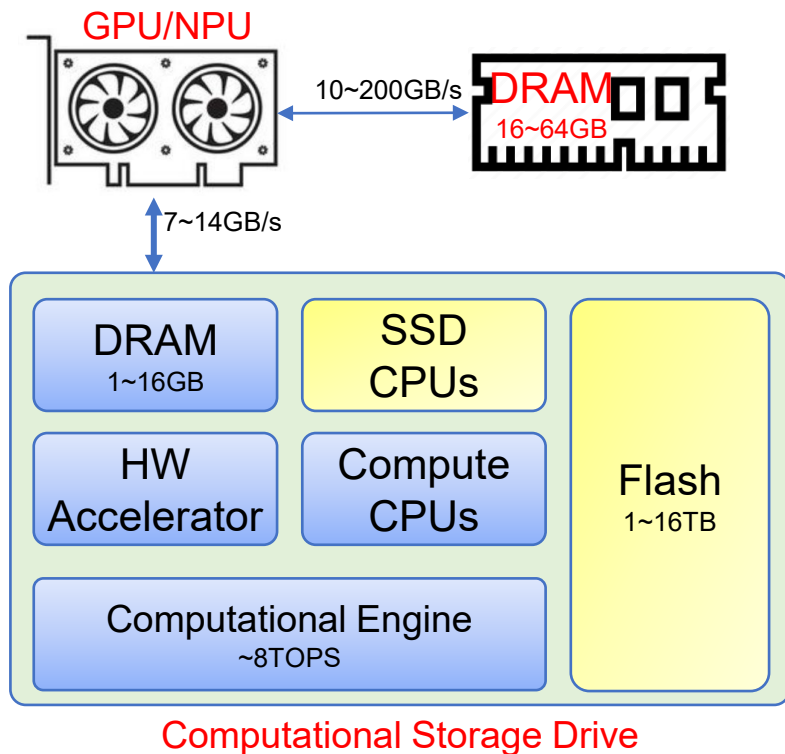 GPU/NPU
10~200GB/s
DRAM
16~64GB
7~14GB/s
DRAM
1~16GB
SSD
CPUs
HW
Accelerator
Compute
CPUs
Flash
1~16TB
Computational Engine
~8TOPS
Computational Storage Drive